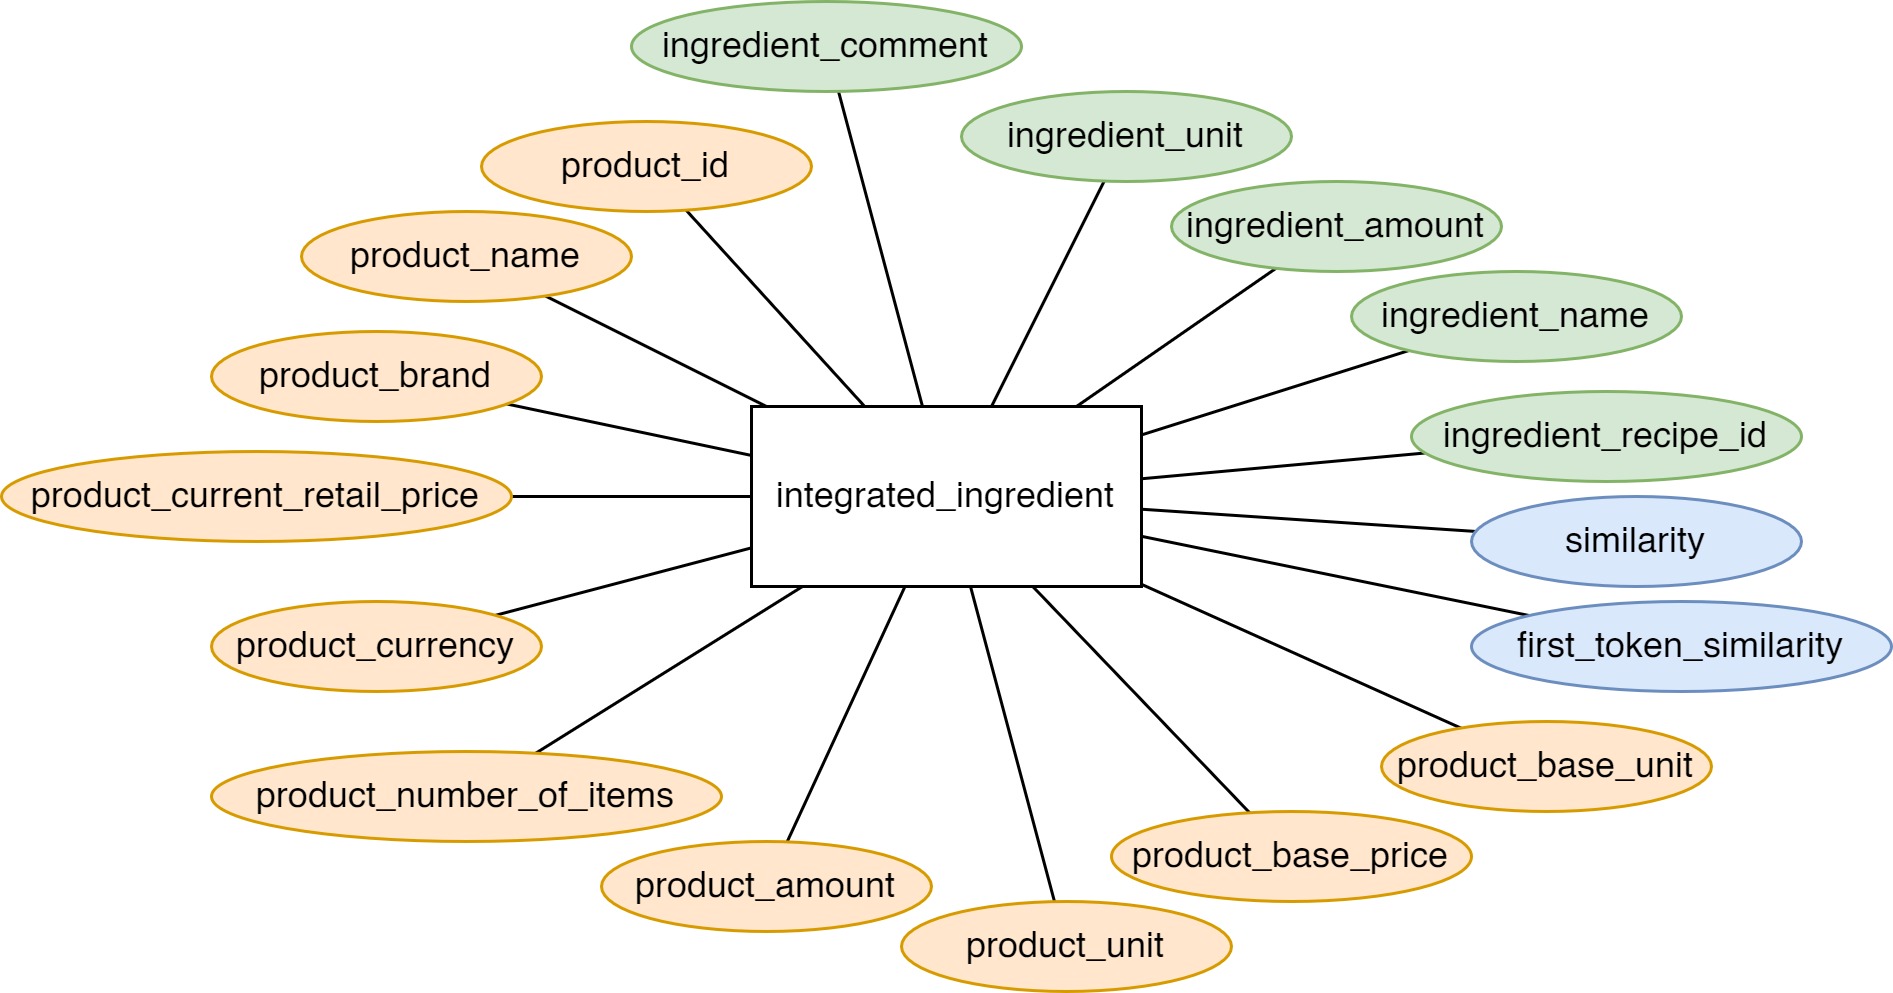 ingredient_comment
ingredient_unit
product_id
ingredient_amount
product_name
ingredient_name
product_brand
ingredient_recipe_id
product_current_retail_price
integrated_ingredient
similarity
product_currency
first_token_similarity
product_base_unit
product_number_of_items
product_base_price
product_amount
product_unit